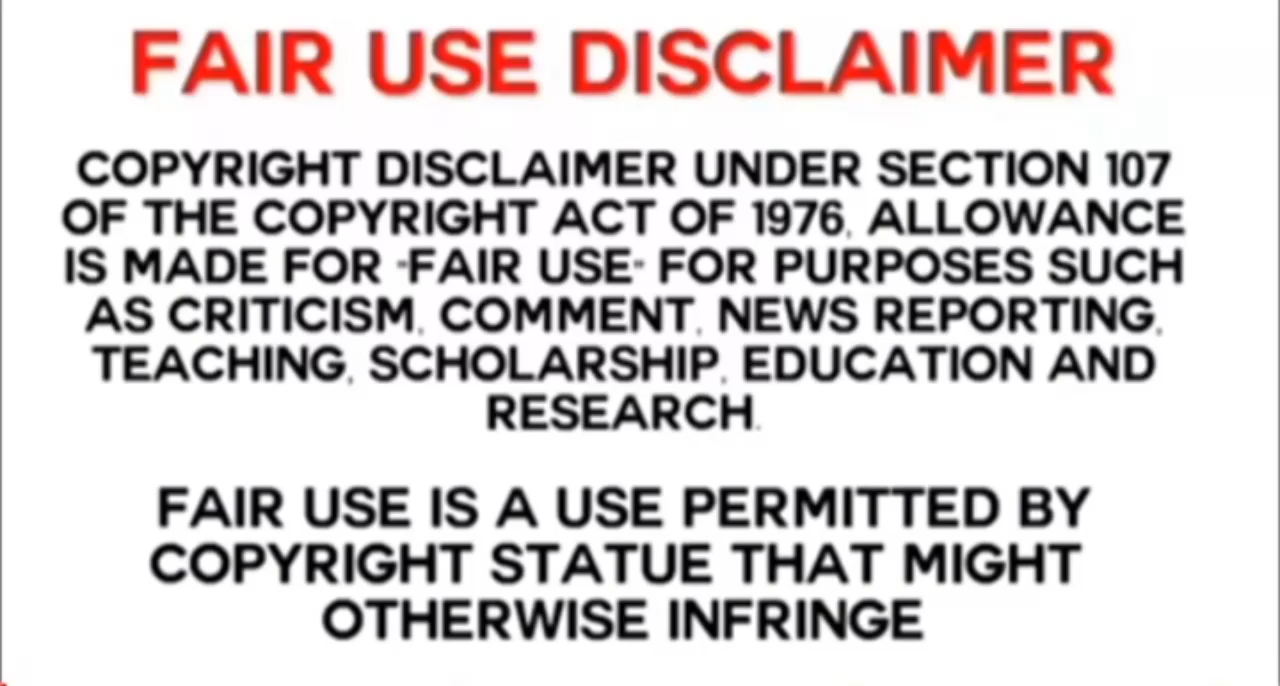 FAIR USE DISCLAIMER
COPYRIGHT DISCLAIMER UNDER SECTION 107
OF THE COPYRIGHT ACT OF 1976, ALLOWANCE
IS MADE FOR "FAIR USE" FOR PURPOSES SUCH
AS CRITICISM, COMMENT, NEWS REPORTING,
TEACHING, SCHOLARSHIP, EDUCATION AND
RESEARCH.
FAIR USE IS A USE PERMITTED BY
COPYRIGHT STATUE THAT MIGHT
OTHERWISE INFRINGE